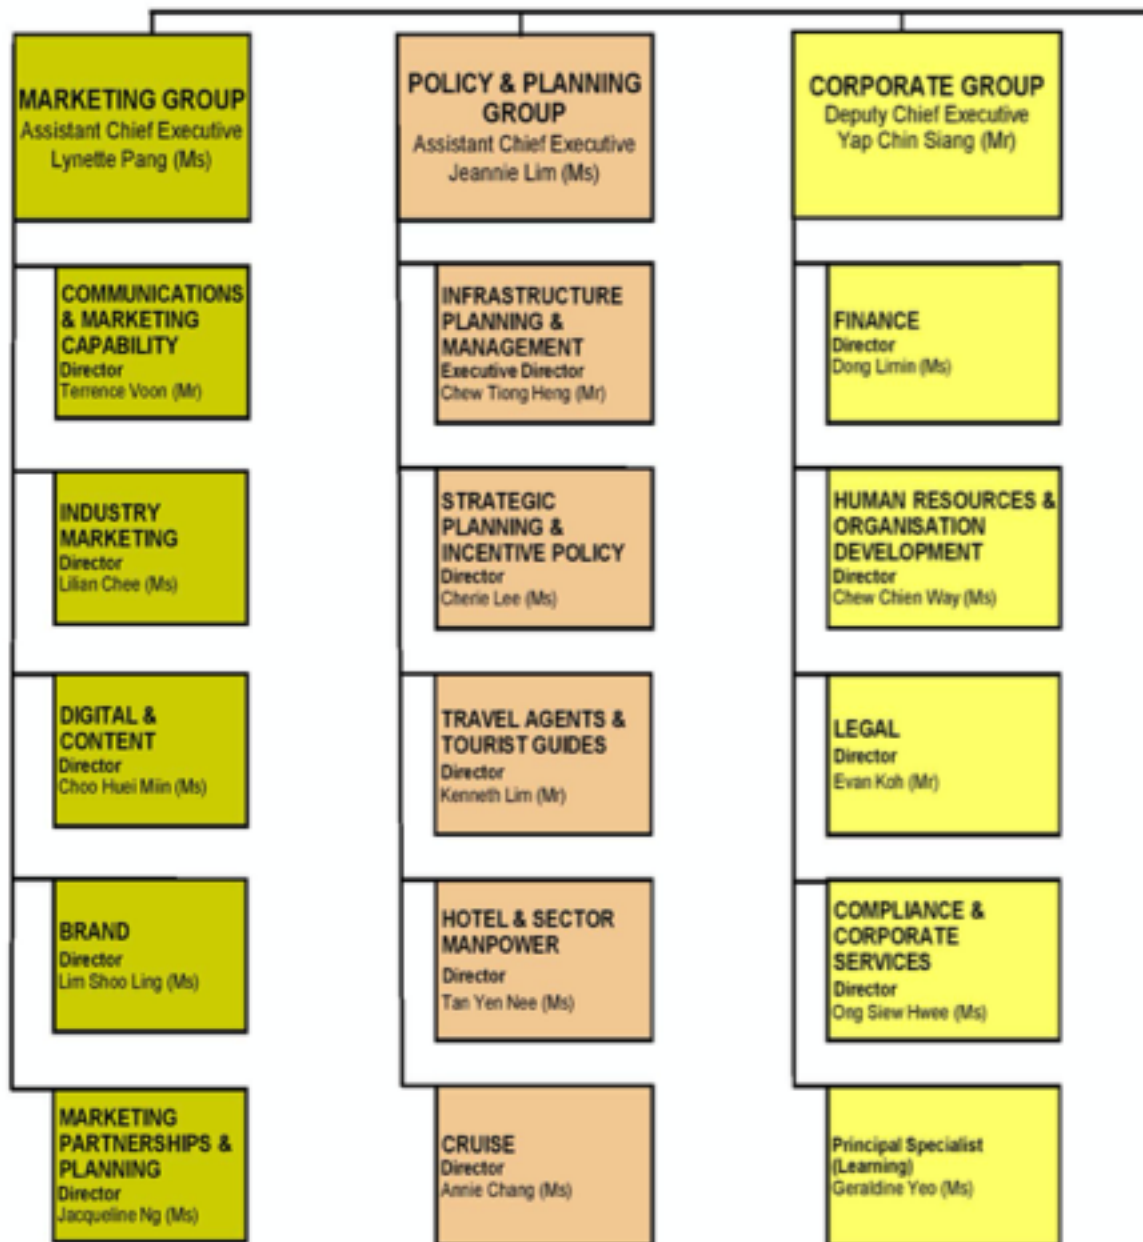 MARKETING GROUP
Assistant Chief Executive
Lynette Pang (Ms)
COMMUNICATIONS
& MARKETING
CAPABILITY
Director
Terrence Voon (Mr)
INDUSTRY
MARKETING
Director
Lilian Chee (Ms)
DIGITAL &
CONTENT
Director
Choo Huei Miin (Ms)
BRAND
Director
Lim Shoo Ling (Ms)
MARKETING
PARTNERSHIPS &
PLANNING
Director
Jacqueline Ng (Ms)
POLICY & PLANNING
GROUP
Assistant Chief Executive
Jeannie Lim (Ms)
INFRASTRUCTURE
PLANNING &
MANAGEMENT
Executive Director
Chew Tiong Heng (Mr)
STRATEGIC
PLANNING &
INCENTIVE POLICY
Director
Cherie Lee (Ms)
TRAVEL AGENTS &
TOURIST GUIDES
Director
Kenneth Lim (Mr)
HOTEL & SECTOR
MANPOWER
Director
Tan Yen Nee (Ms)
CRUISE
Director
Annie Chang (Ms)
CORPORATE GROUP
Deputy Chief Executive
Yap Chin Siang (Mr)
FINANCE
Director
Dong Limin (Ms)
HUMAN RESOURCES &
ORGANISATION
DEVELOPMENT
Director
Chew Chien Way (Ms)
LEGAL
Director
Evan Koh (Mr)
COMPLIANCE &
CORPORATE
SERVICES
Director
Ong Siew Hwee (Ms)
Principal Specialist
(Learning)
Geraldine Yeo (Ms)